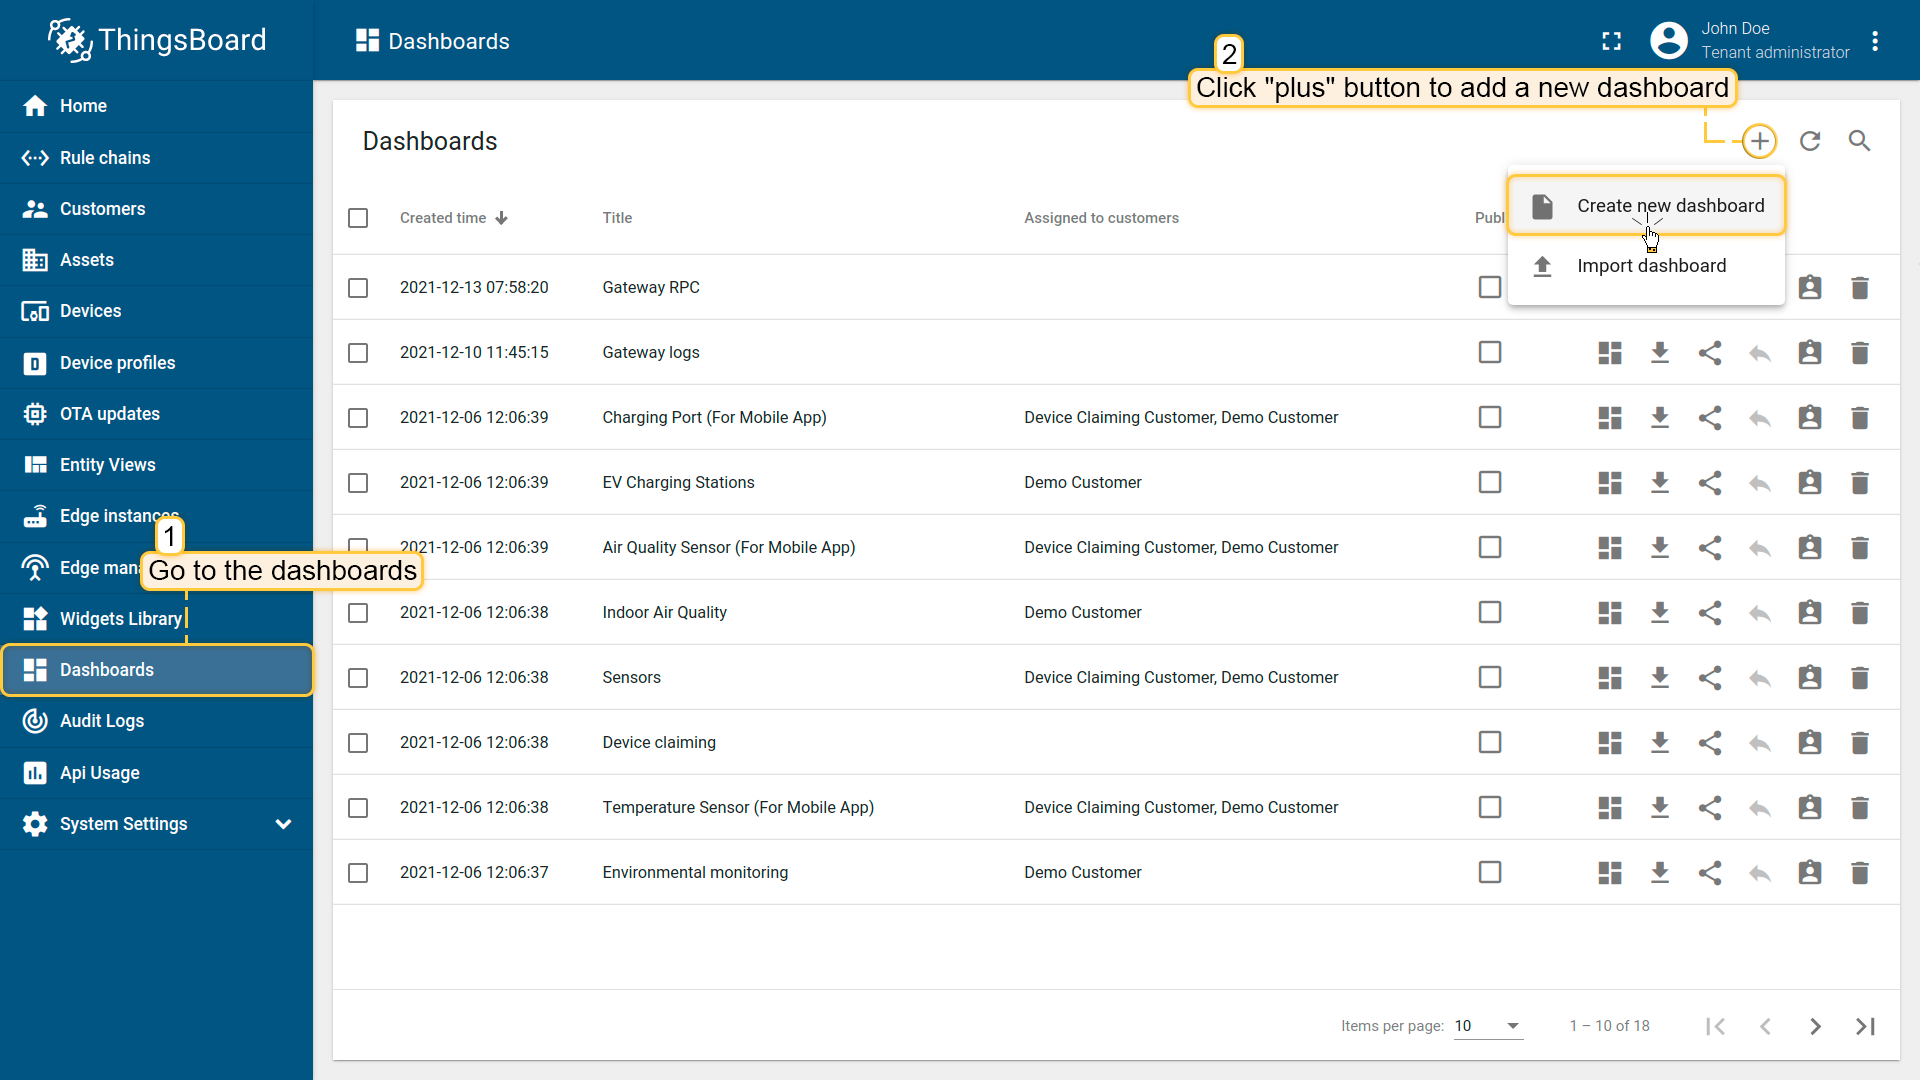 ThingsBoard
Dashboards
John Doe
Tenant administrator
2
Click "plus" button to add a new dashboard
Home
Rule chains
Customers
Assets
Devices
Device profiles
OTA updates
Entity Views
Edge instances
Edge mana
1
Go to the dashboards
Widgets Library
Dashboards
Audit Logs
Api Usage
System Settings
Dashboards
Create new dashboard
Import dashboard
Created time Title Assigned to customers Publ
2021-12-13 07:58:20 Gateway RPC
2021-12-10 11:45:15 Gateway logs
2021-12-06 12:06:39 Charging Port (For Mobile App) Device Claiming Customer, Demo Customer
2021-12-06 12:06:39 EV Charging Stations Demo Customer
2021-12-06 12:06:39 Air Quality Sensor (For Mobile App) Device Claiming Customer, Demo Customer
2021-12-06 12:06:38 Indoor Air Quality Demo Customer
2021-12-06 12:06:38 Sensors Device Claiming Customer, Demo Customer
2021-12-06 12:06:38 Device claiming
2021-12-06 12:06:38 Temperature Sensor (For Mobile App) Device Claiming Customer, Demo Customer
2021-12-06 12:06:37 Environmental monitoring Demo Customer
Items per page: 10 1 – 10 of 18